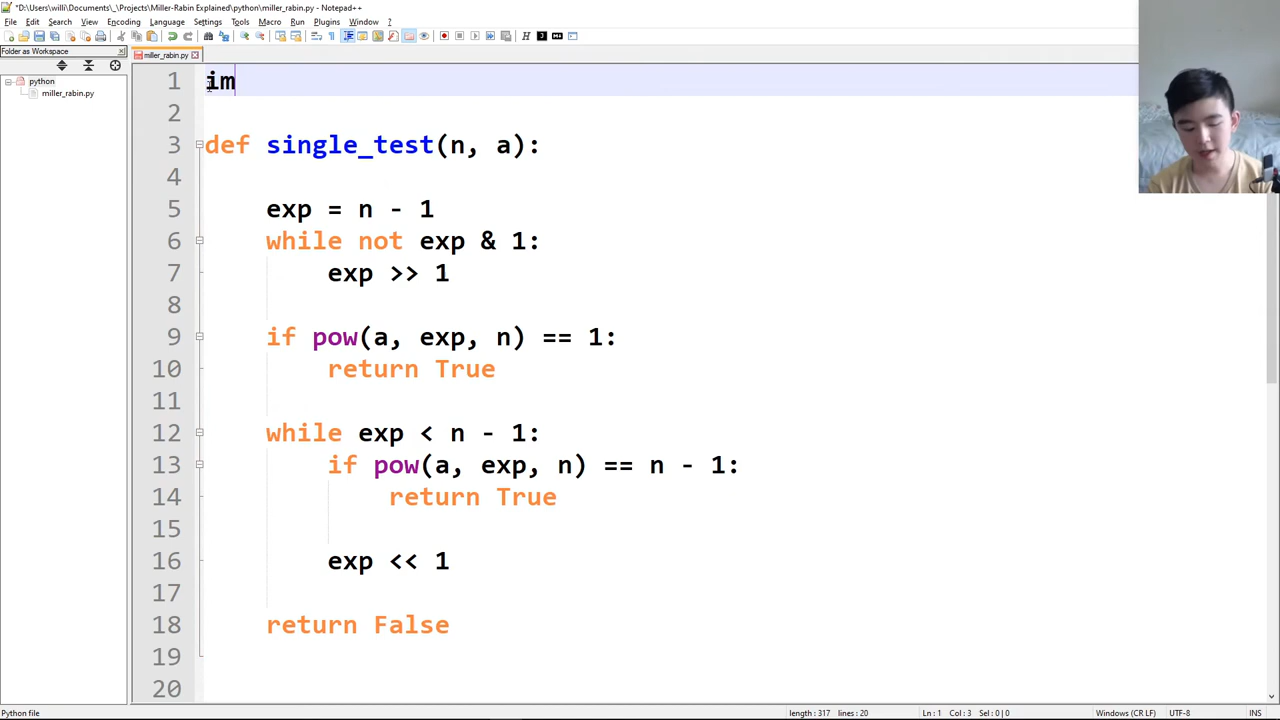 *D:\Users\willi\Documents\_\Projects\Miller-Rabin Explained\python\miller_rabin.py - Notepad++
File Edit Search View Encoding Language Settings Tools Macro Run Plugins Window ?
Folder as Workspace
miller_rabin.py
python
miller_rabin.py
1 im
2
3 def single_test(n, a):
4
5 exp = n - 1
6 while not exp & 1:
7 exp >> 1
8
9 if pow(a, exp, n) == 1:
10 return True
11
12 while exp < n - 1:
13 if pow(a, exp, n) == n - 1:
14 return True
15
16 exp << 1
17
18 return False
19
20
Python file length : 317 lines : 20 Ln : 1 Col : 3 Sel : 0 | 0 Windows (CR LF) UTF-8 INS